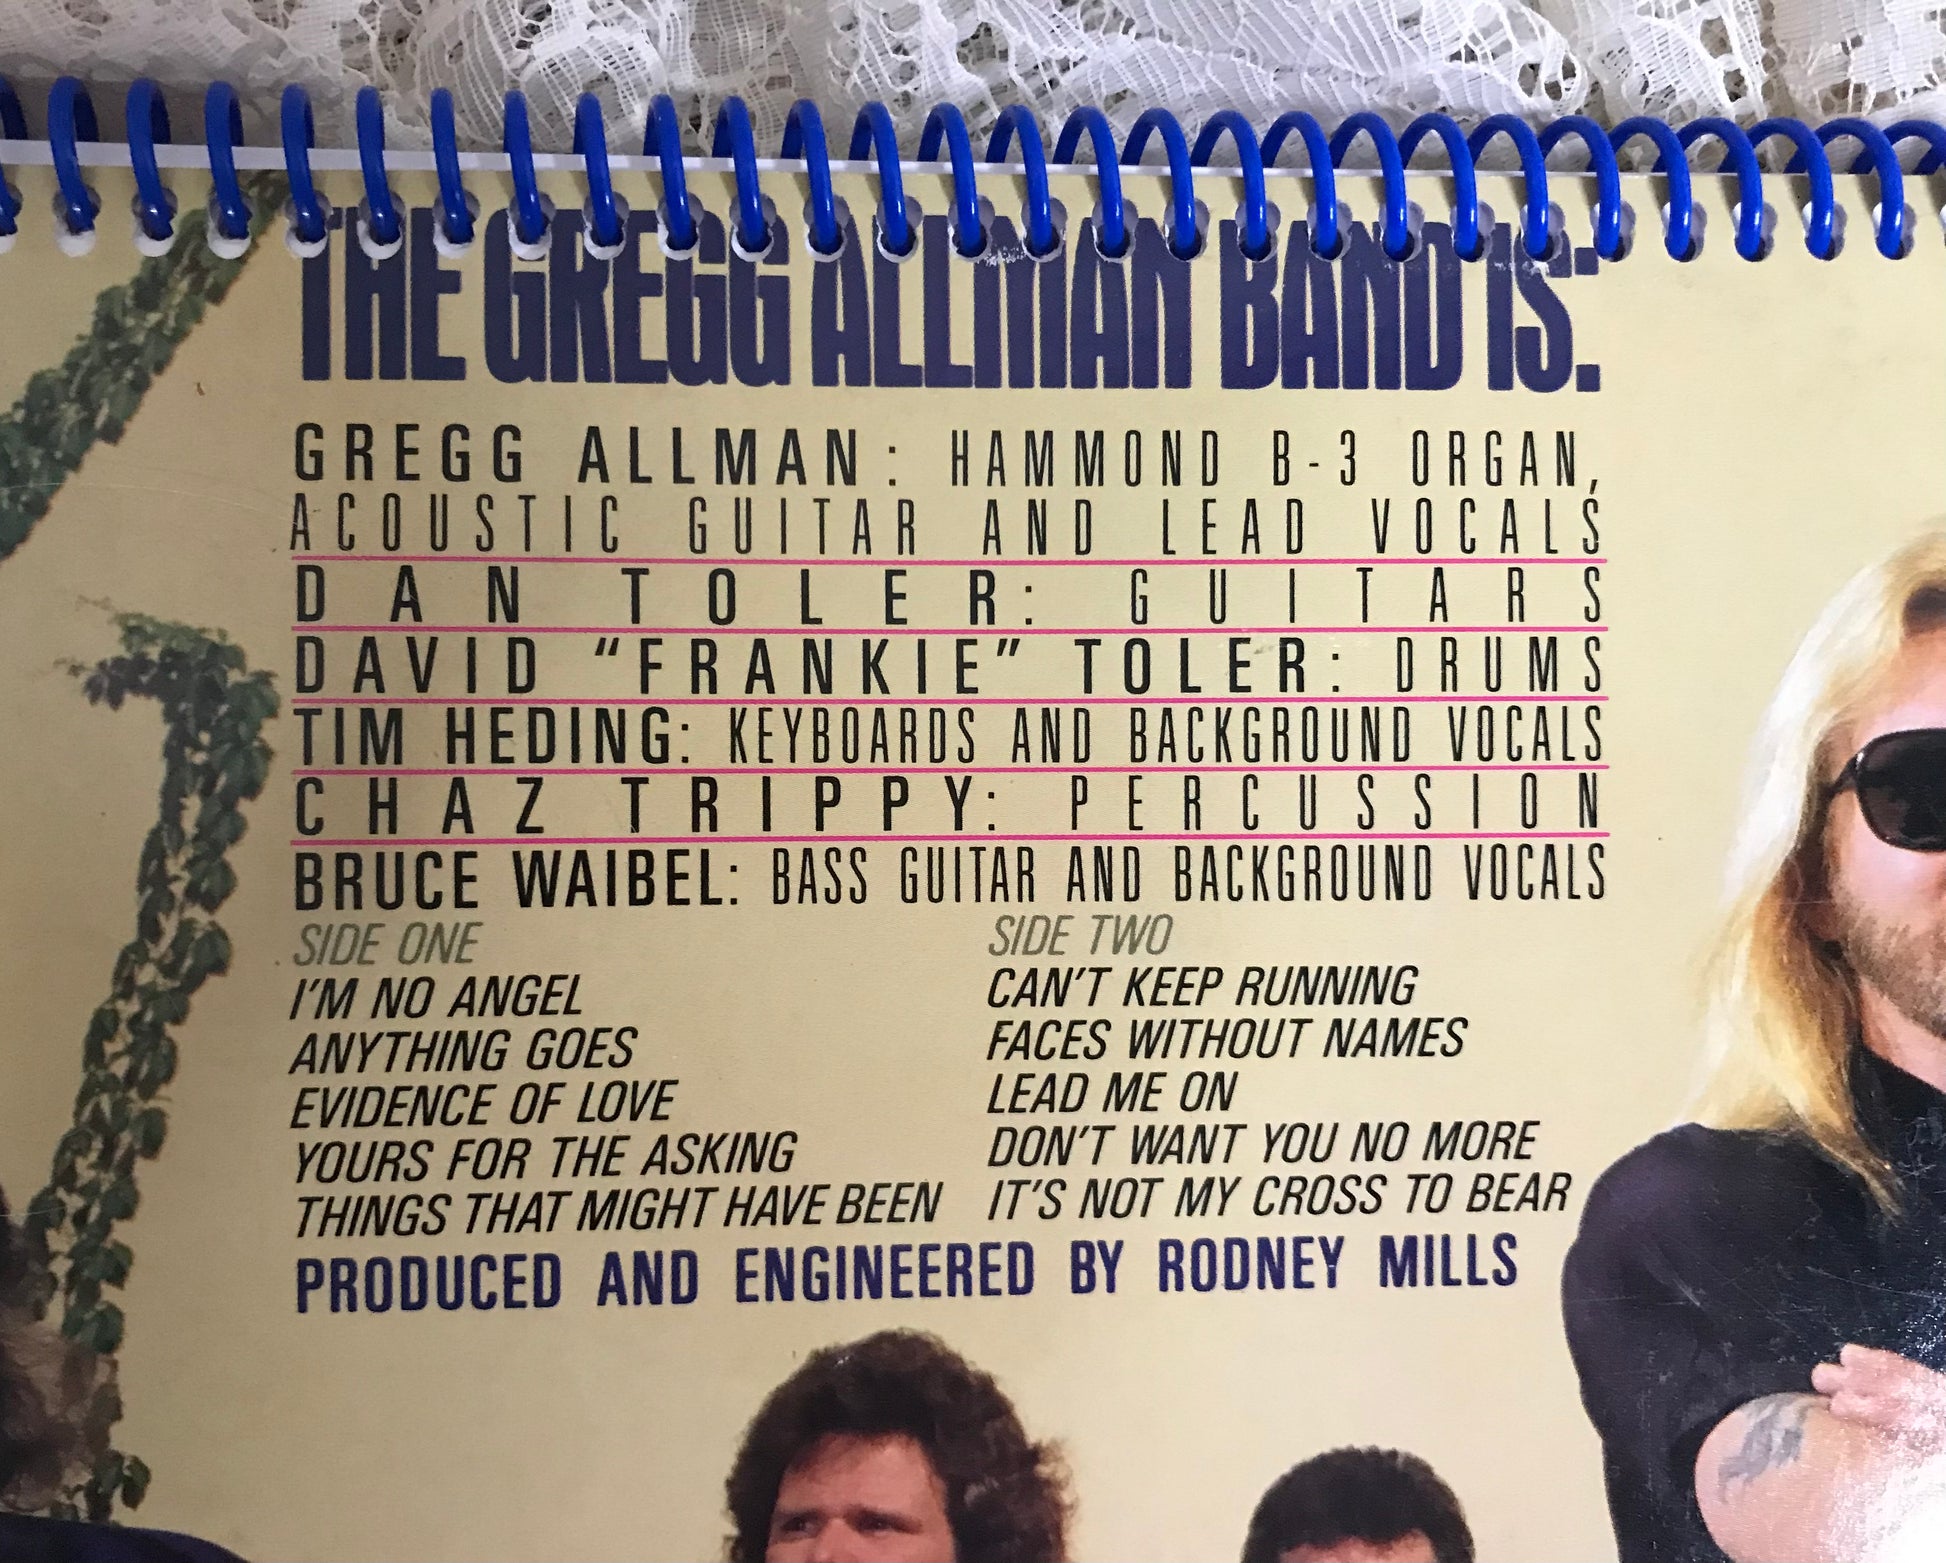 THE GREGG ALLMAN BAND IS:
GREGG ALLMAN: HAMMOND B-3 ORGAN,
ACOUSTIC GUITAR AND LEAD VOCALS
DAN TOLER: GUITARS
DAVID “FRANKIE” TOLER: DRUMS
TIM HEDING: KEYBOARDS AND BACKGROUND VOCALS
CHAZ TRIPPY: PERCUSSION
BRUCE WAIBEL: BASS GUITAR AND BACKGROUND VOCALS
SIDE ONE
I'M NO ANGEL
ANYTHING GOES
EVIDENCE OF LOVE
YOURS FOR THE ASKING
THINGS THAT MIGHT HAVE BEEN
SIDE TWO
CAN'T KEEP RUNNING
FACES WITHOUT NAMES
LEAD ME ON
DON'T WANT YOU NO MORE
IT'S NOT MY CROSS TO BEAR
PRODUCED AND ENGINEERED BY RODNEY MILLS